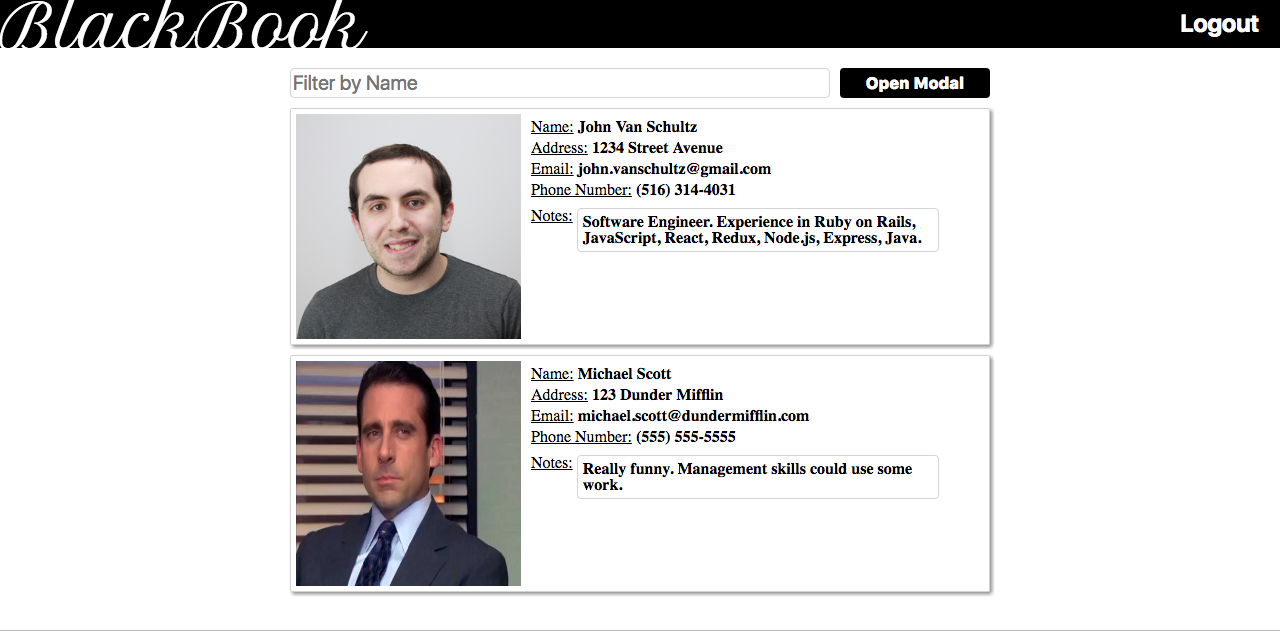 BlackBook
Logout
Filter by Name
Open Modal
Name: John Van Schultz
Address: 1234 Street Avenue
Email: john.vanschultz@gmail.com
Phone Number: (516) 314-4031
Notes: Software Engineer. Experience in Ruby on Rails,
JavaScript, React, Redux, Node.js, Express, Java.
Name: Michael Scott
Address: 123 Dunder Mifflin
Email: michael.scott@dundermifflin.com
Phone Number: (555) 555-5555
Notes: Really funny. Management skills could use some
work.